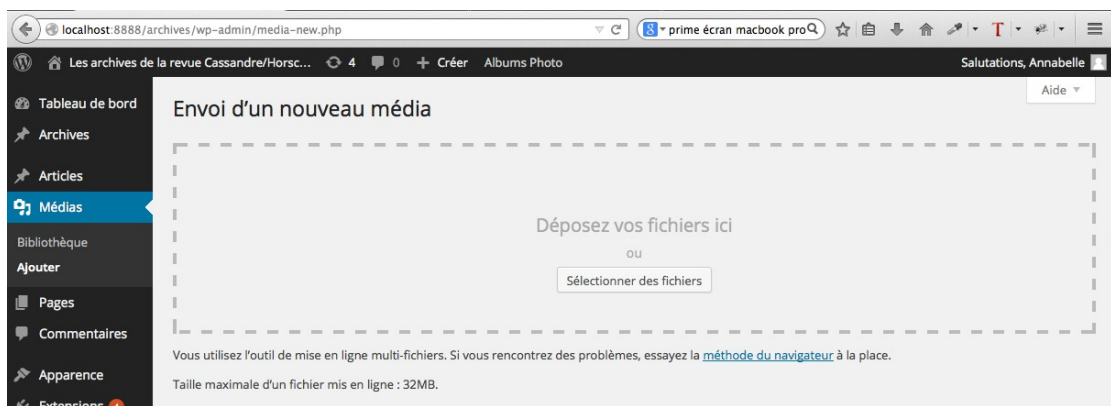 localhost:8888/archives/wp-admin/media-new.php
prime écran macbook pro
Les archives de la revue Cassandre/Horsc... 4 0 + Créer Albums Photo Salutations, Annabelle
Aide
Tableau de bord
Archives
Articles
Médias
Bibliothèque
Ajouter
Pages
Commentaires
Apparence
Extensions
Envoi d'un nouveau média
Déposez vos fichiers ici
ou
Sélectionner des fichiers
Vous utilisez l'outil de mise en ligne multi-fichiers. Si vous rencontrez des problèmes, essayez la méthode du navigateur à la place.
Taille maximale d'un fichier mis en ligne : 32MB.